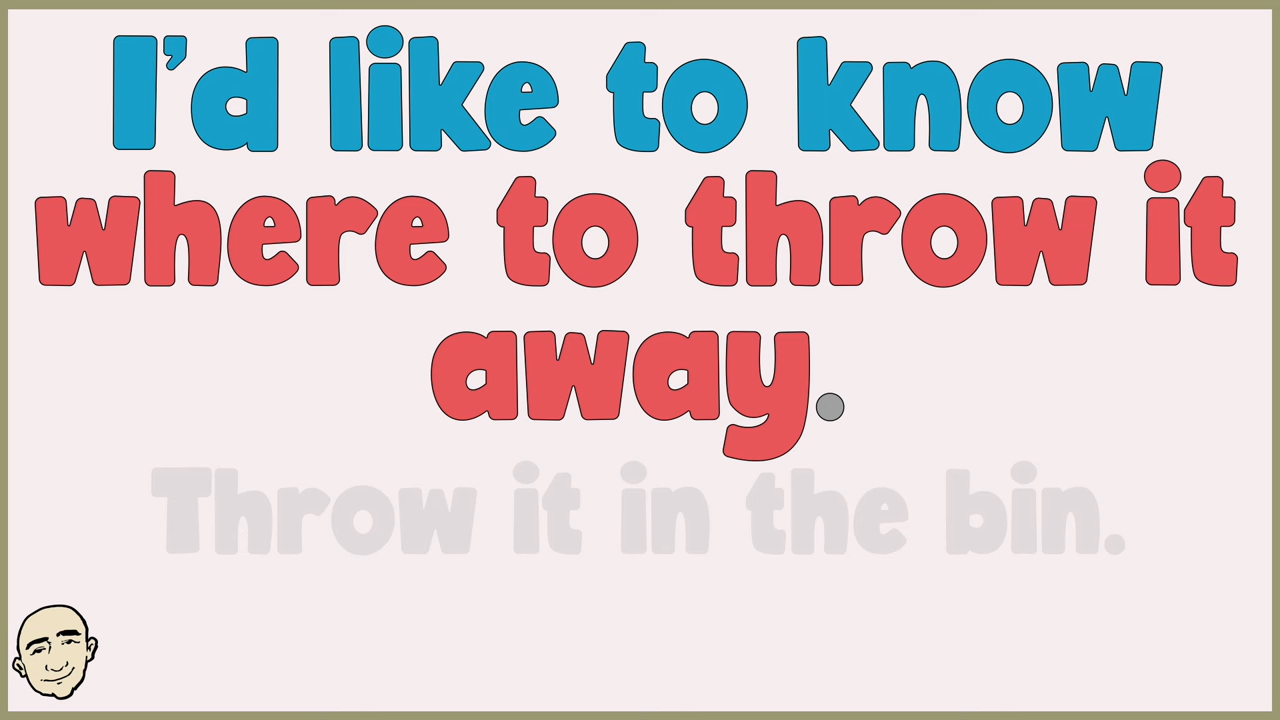 I'd like to know
where to throw it
away.
Throw it in the bin.